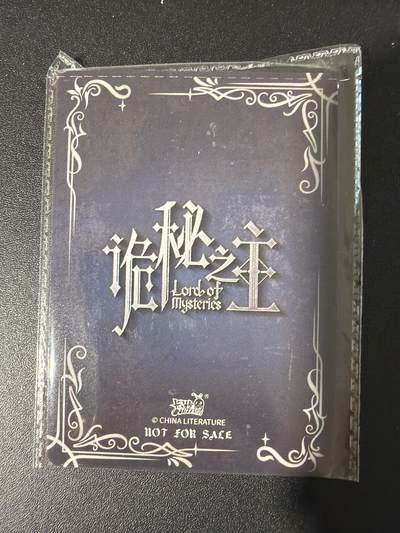 诡秘之主
Lord of
Mysteries
© CHINA LITERATURE
NOT FOR SALE